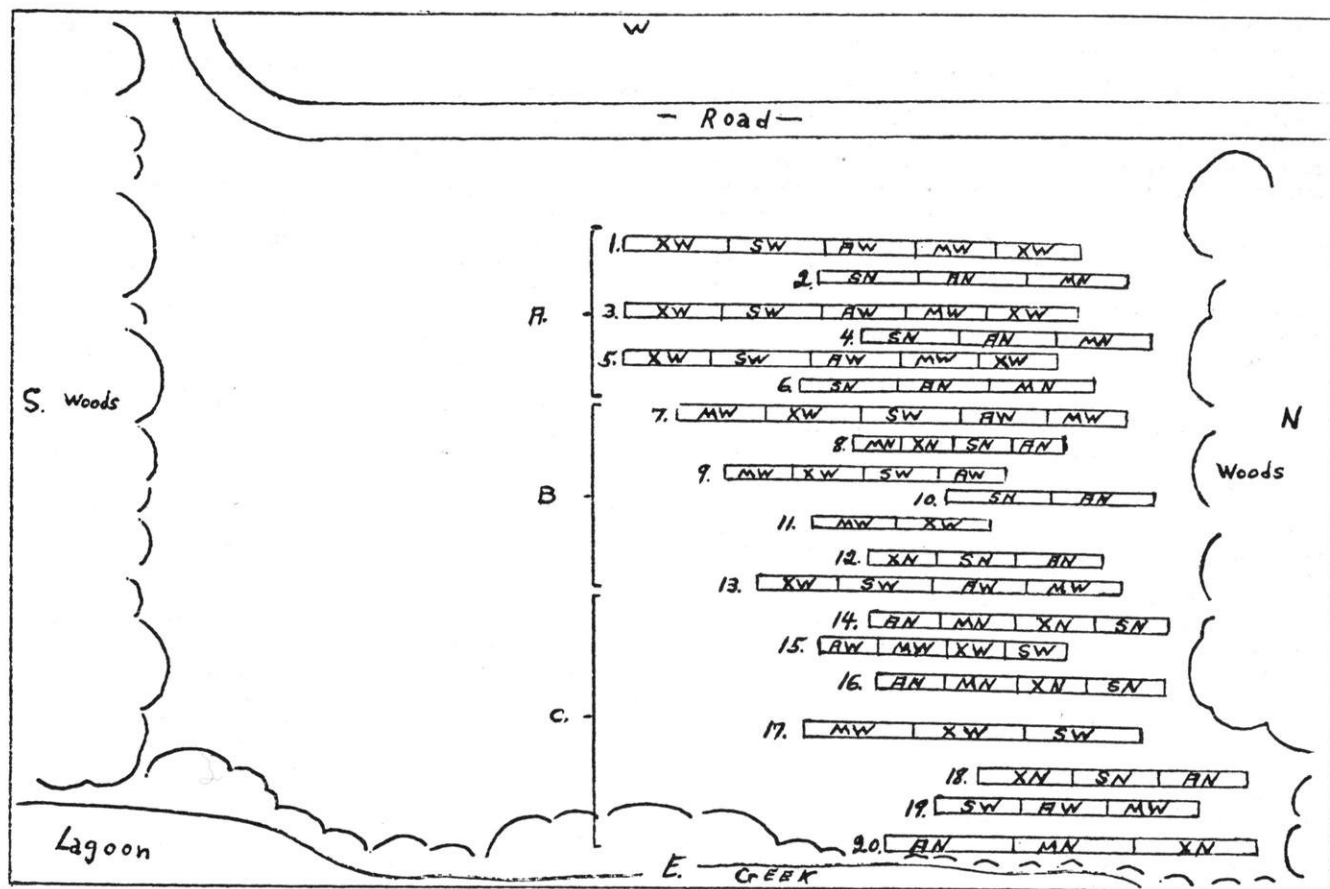 W
— Road —
1. XW SW AW MW XW
2. SN AN MN
A.
3. XW SW AW MW XW
4. SN AN MN
5. XW SW AW MW XW
6. SN AN MN
S. Woods
7. MW XW SW AW MW
N
8. MN XN SN AN
9. MW XW SW AW
Woods
B
10. SN AN
11. MW XW
12. XN SN AN
13. XW SW AW MW
14. AN MN XN SN
15. AW MW XW SW
16. AN MN XN SN
C.
17. MW XW SW
18. XN SN AN
19. SW AW MW
Lagoon
20. AN MN XN
E. CREEK